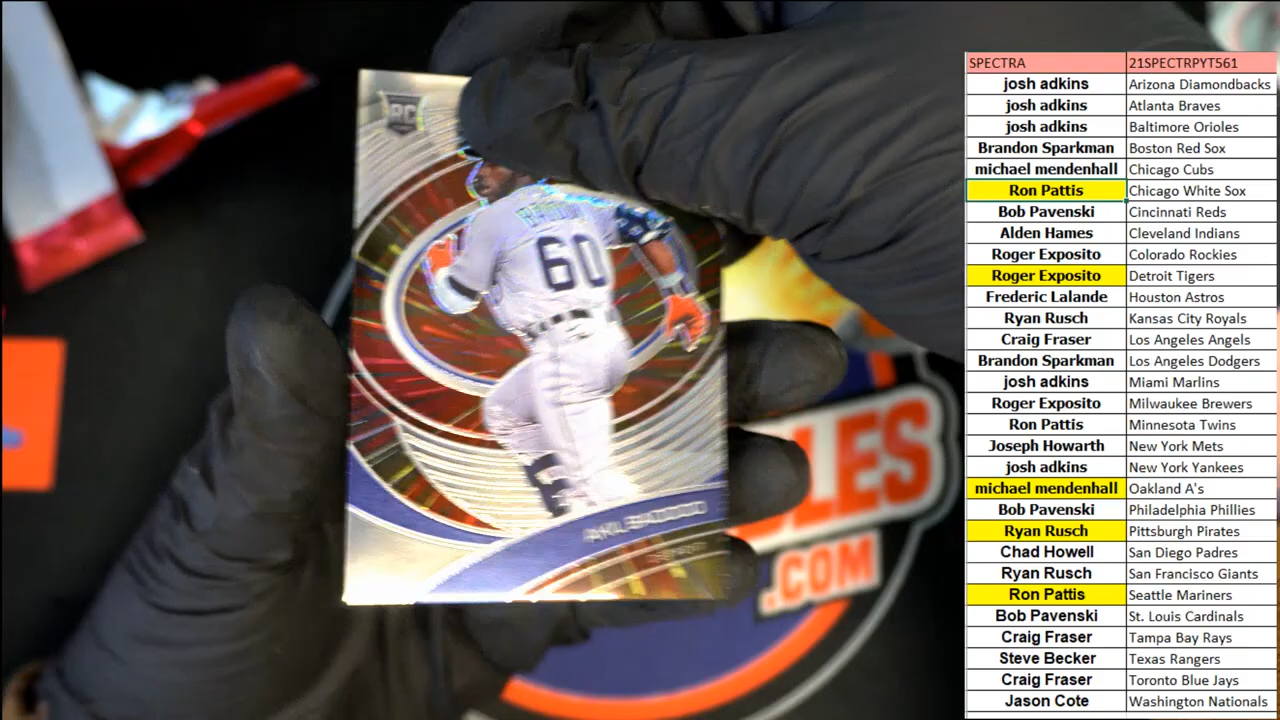 RC
60
AKIL BADDOO
DETROIT
LES
.COM
SPECTRA 21SPECTRPYT561
josh adkins Arizona Diamondbacks
josh adkins Atlanta Braves
josh adkins Baltimore Orioles
Brandon Sparkman Boston Red Sox
michael mendenhall Chicago Cubs
Ron Pattis Chicago White Sox
Bob Pavenski Cincinnati Reds
Alden Hames Cleveland Indians
Roger Exposito Colorado Rockies
Roger Exposito Detroit Tigers
Frederic Lalande Houston Astros
Ryan Rusch Kansas City Royals
Craig Fraser Los Angeles Angels
Brandon Sparkman Los Angeles Dodgers
josh adkins Miami Marlins
Roger Exposito Milwaukee Brewers
Ron Pattis Minnesota Twins
Joseph Howarth New York Mets
josh adkins New York Yankees
michael mendenhall Oakland A's
Bob Pavenski Philadelphia Phillies
Ryan Rusch Pittsburgh Pirates
Chad Howell San Diego Padres
Ryan Rusch San Francisco Giants
Ron Pattis Seattle Mariners
Bob Pavenski St. Louis Cardinals
Craig Fraser Tampa Bay Rays
Steve Becker Texas Rangers
Craig Fraser Toronto Blue Jays
Jason Cote Washington Nationals